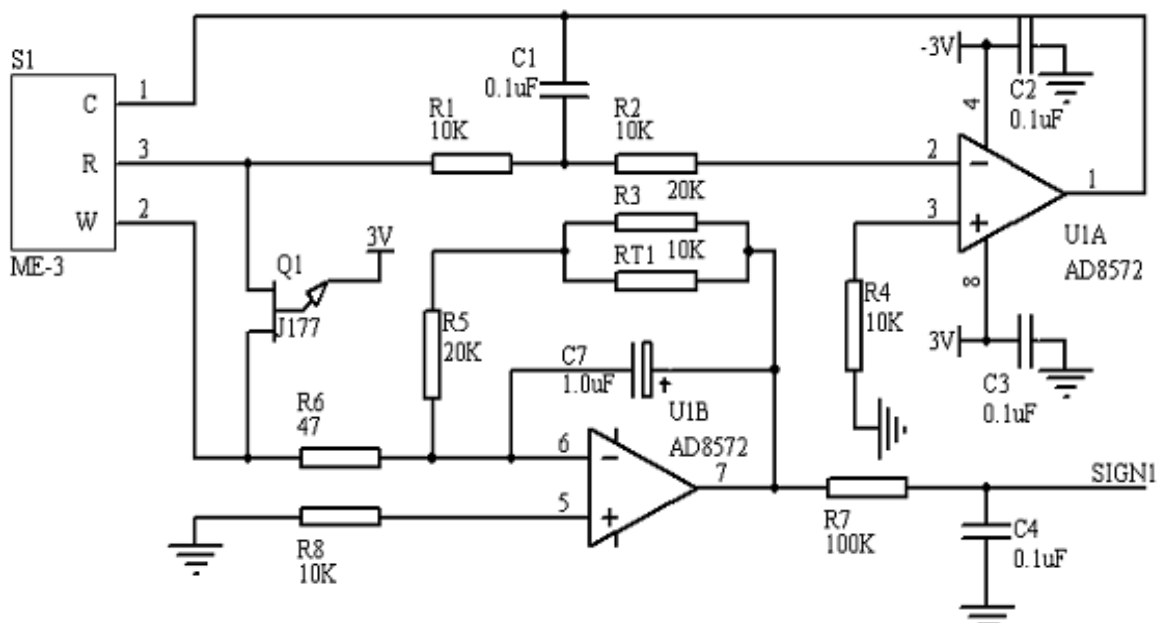 S1
C
1
R
3
W
2
ME-3
C1
0.1uF
R1
10K
R2
10K
-3V
C2
0.1uF
4
2
3
1
U1A
AD8572
8
3V
C3
0.1uF
20K
R3
10K
RT1
R4
10K
3V
Q1
J177
R5
20K
C7
1.0uF
+
U1B
AD8572
R6
47
6
5
7
R8
10K
R7
100K
SIGN1
C4
0.1uF